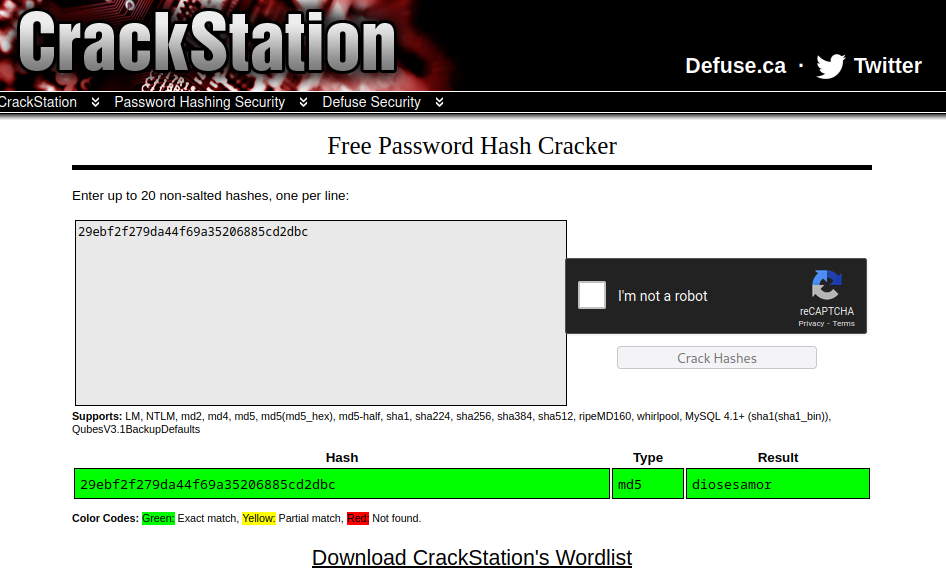 CrackStation
Defuse.ca · Twitter
CrackStation Password Hashing Security Defuse Security
Free Password Hash Cracker
Enter up to 20 non-salted hashes, one per line:
29ebf2f279da44f69a35206885cd2dbc
I'm not a robot
reCAPTCHA
Privacy - Terms
Crack Hashes
Supports: LM, NTLM, md2, md4, md5, md5(md5_hex), md5-half, sha1, sha224, sha256, sha384, sha512, ripeMD160, whirlpool, MySQL 4.1+ (sha1(sha1_bin)),
QubesV3.1BackupDefaults
Hash Type Result
29ebf2f279da44f69a35206885cd2dbc md5 diosesamor
Color Codes: Green: Exact match, Yellow: Partial match, Red: Not found.
Download CrackStation's Wordlist